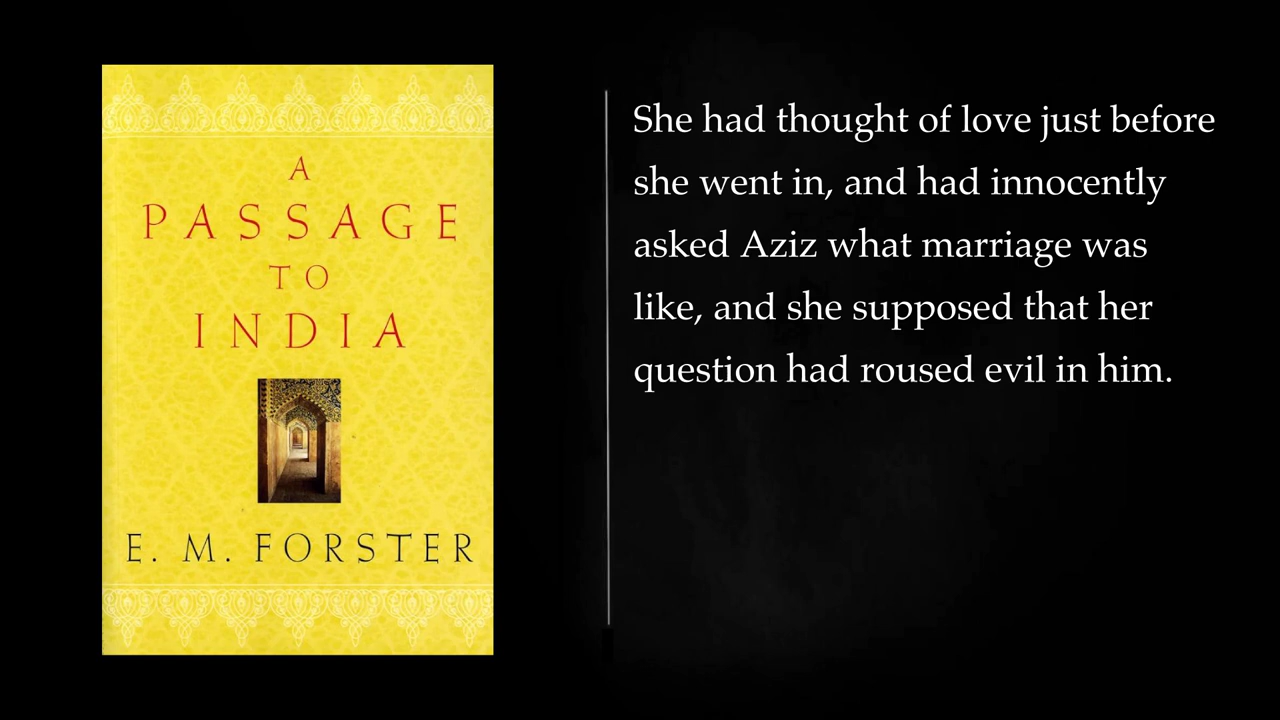 A
PASSAGE
TO
INDIA
E. M. FORSTER
She had thought of love just before
she went in, and had innocently
asked Aziz what marriage was
like, and she supposed that her
question had roused evil in him.